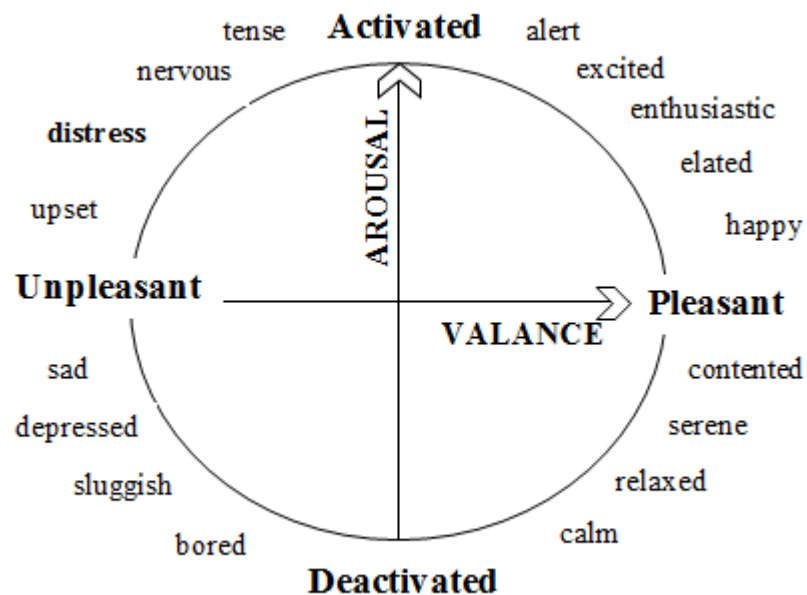 tense Activated alert
nervous excited
enthusiastic
distress
elated
upset
happy
AROUSAL
Unpleasant Pleasant
VALANCE
sad contented
depressed serene
sluggish relaxed
bored calm
Deactivated